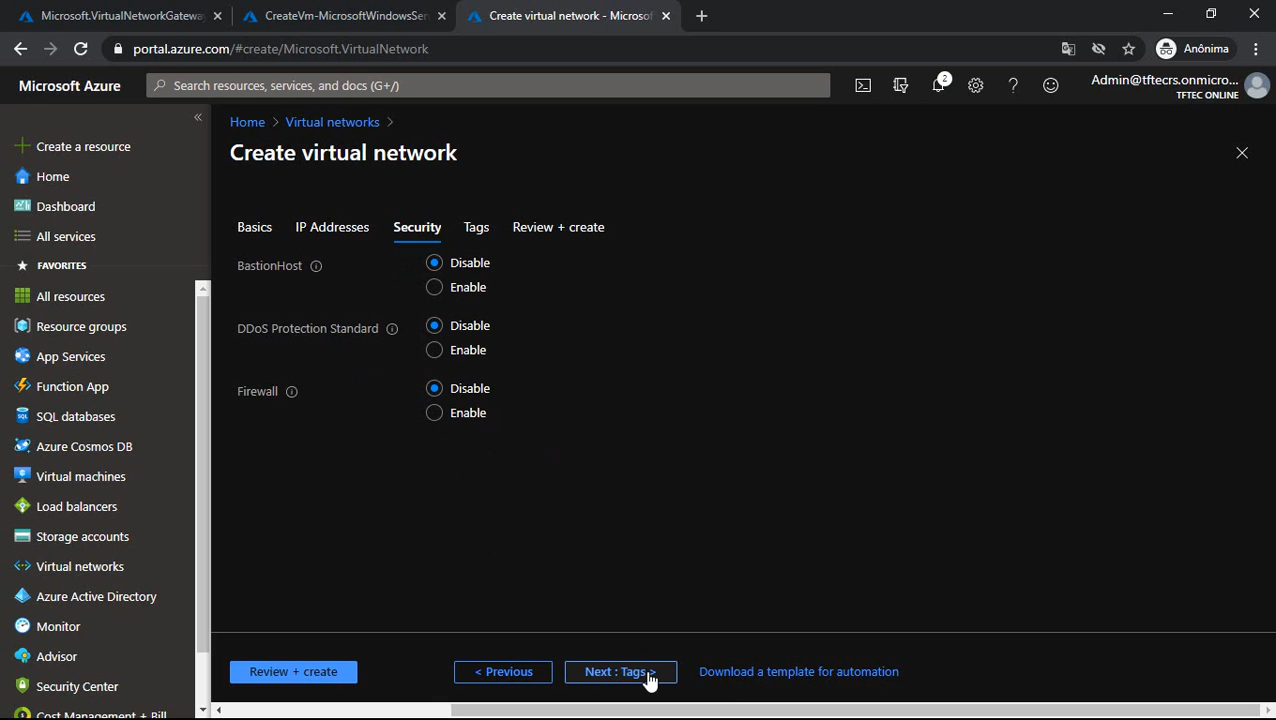 Microsoft.VirtualNetworkGateway
CreateVm-MicrosoftWindowsSer
Create virtual network - Microsof
portal.azure.com/#create/Microsoft.VirtualNetwork
Anônima
Microsoft Azure
Search resources, services, and docs (G+/)
2
Admin@tftecrs.onmicro...
TFTEC ONLINE
Create a resource
Home
Dashboard
All services
FAVORITES
All resources
Resource groups
App Services
Function App
SQL databases
Azure Cosmos DB
Virtual machines
Load balancers
Storage accounts
Virtual networks
Azure Active Directory
Monitor
Advisor
Security Center
Cost Management + Bill
Home > Virtual networks >
Create virtual network
Basics IP Addresses Security Tags Review + create
BastionHost
Disable
Enable
DDoS Protection Standard
Disable
Enable
Firewall
Disable
Enable
Review + create
< Previous
Next : Tags >
Download a template for automation